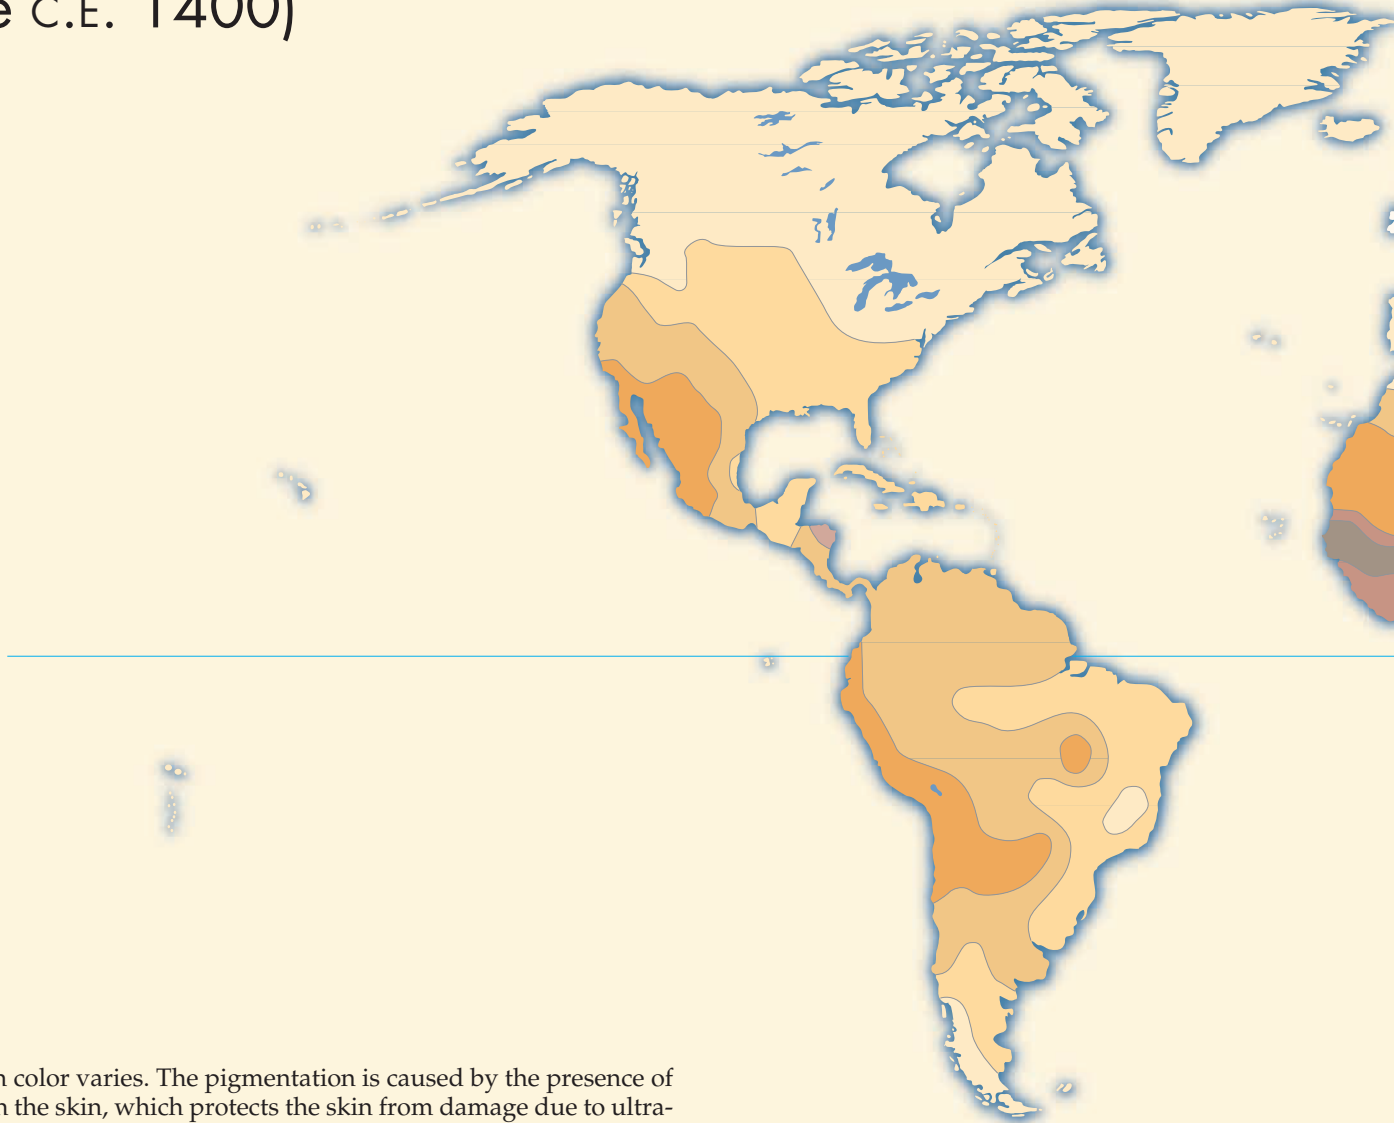 e C.E. 1400)
n color varies. The pigmentation is caused by the presence of
n the skin, which protects the skin from damage due to ultra-